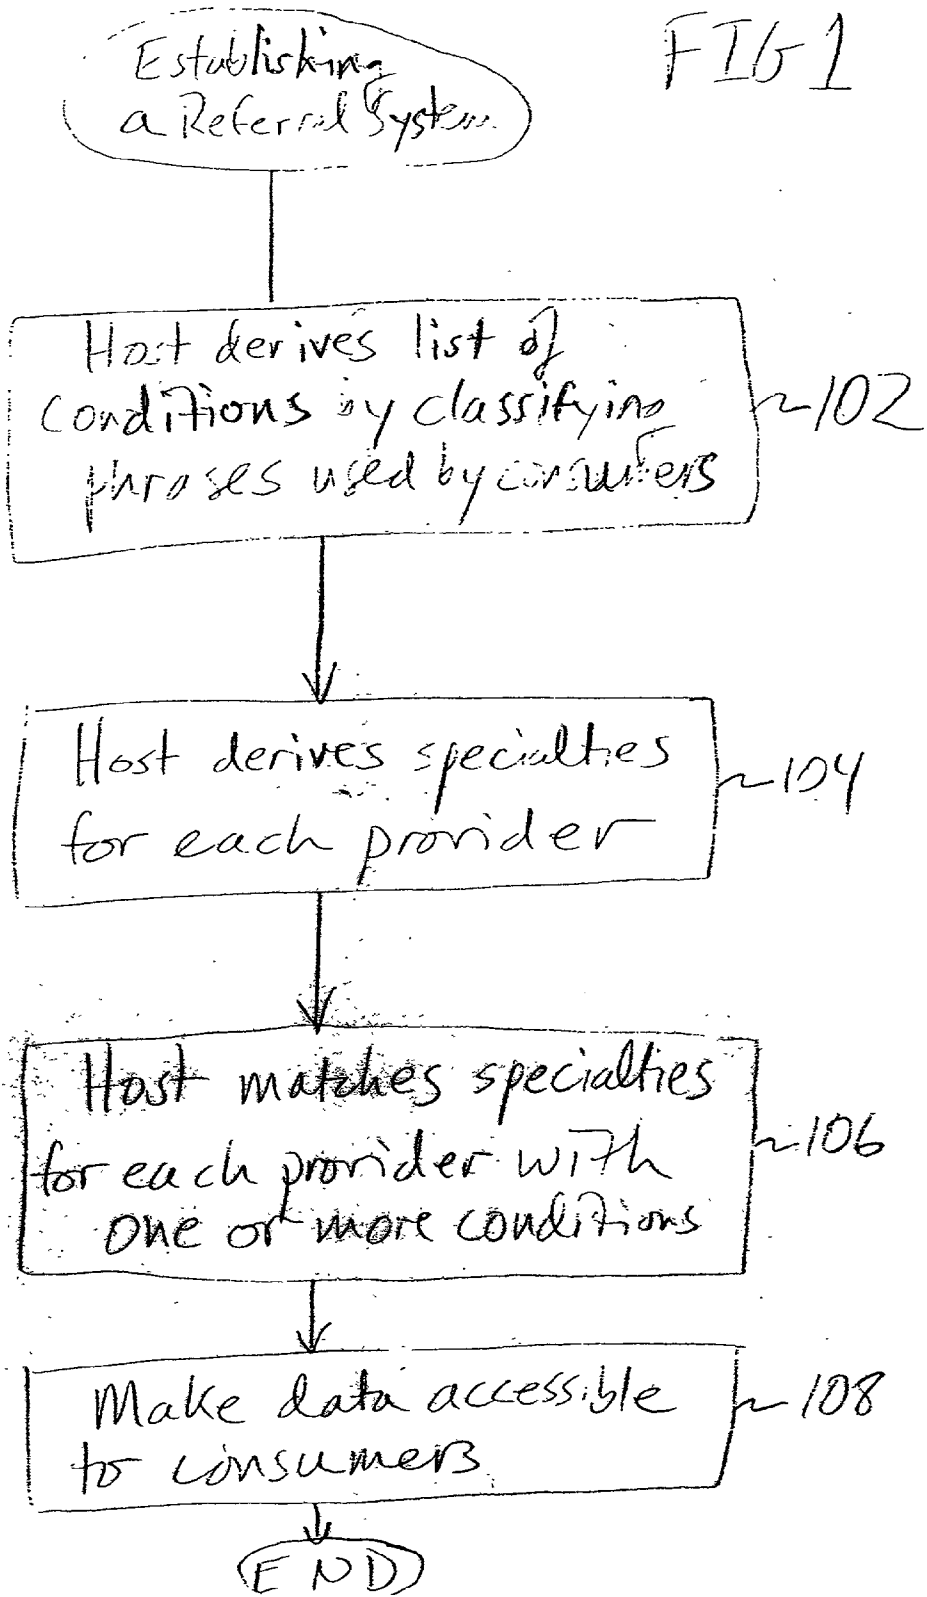 FIG 1
Establishing
a Referral System
Host derives list of
conditions by classifying
phrases used by consumers
102
Host derives specialties
for each provider
104
Host matches specialties
for each provider with
one or more conditions
106
Make data accessible
to consumers
108
END